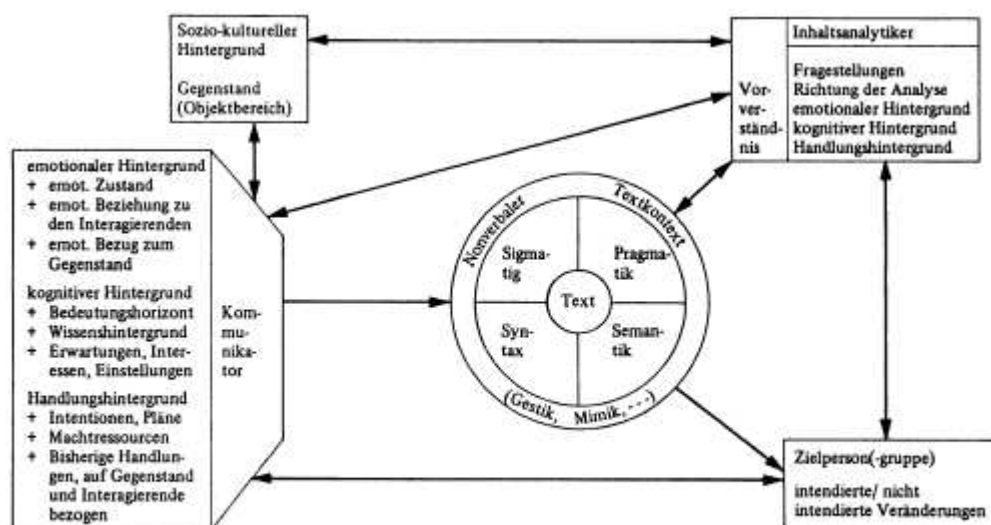 Sozio-kultureller
Hintergrund
Gegenstand
(Objektbereich)
Inhaltsanalytiker
Vor-
ver-
ständ-
nis
Fragestellungen
Richtung der Analyse
emotionaler Hintergrund
kognitiver Hintergrund
Handlungshintergrund
emotionaler Hintergrund
+ emot. Zustand
+ emot. Beziehung zu
den Interagierenden
+ emot. Bezug zum
Gegenstand
kognitiver Hintergrund
+ Bedeutungshorizont
+ Wissenshintergrund
+ Erwartungen, Inter-
essen, Einstellungen
Handlungshintergrund
+ Intentionen, Pläne
+ Machtressourcen
+ Bisherige Handlun-
gen, auf Gegenstand
und Interagierende
bezogen
Kom-
mu-
nika-
tor
Nonverbaler Textkontext
Sigma-
tig
Pragma-
tik
Text
Syn-
tax
Seman-
tik
(Gestik, Mimik,---)
Zielperson(-gruppe)
intendierte/ nicht
intendierte Veränderungen